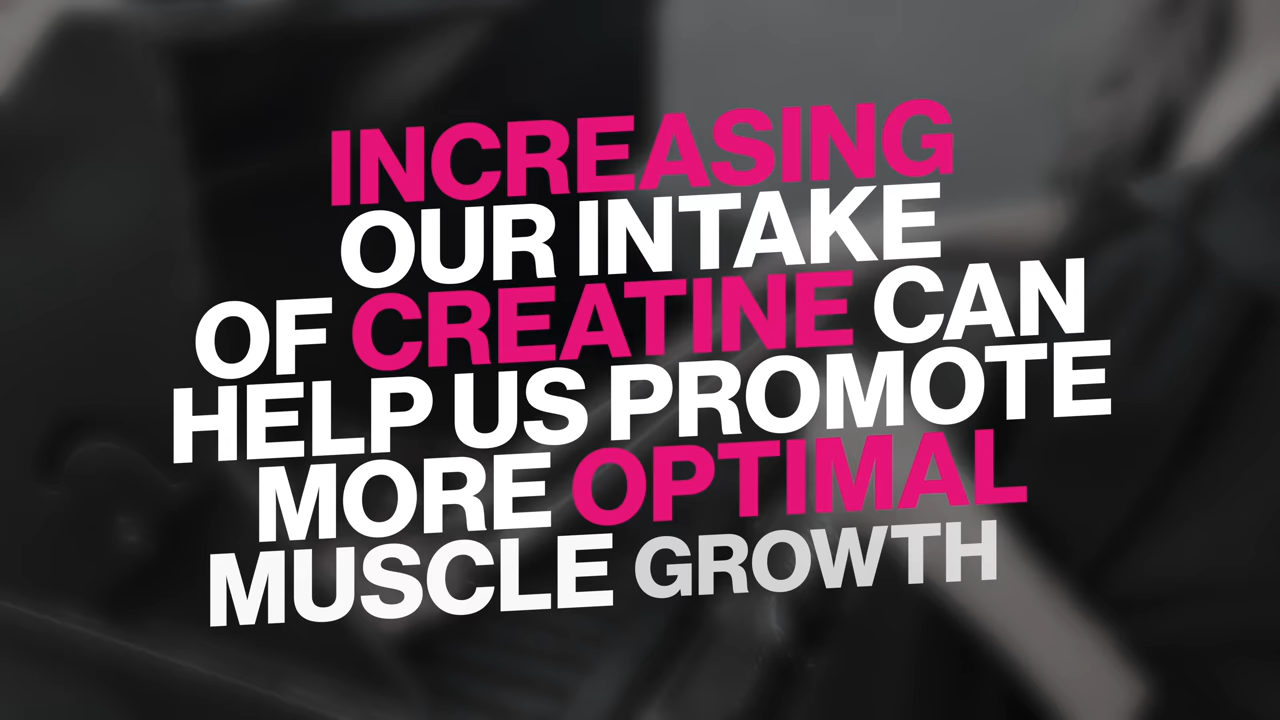 INCREASING
OUR INTAKE
OF CREATINE CAN
HELP US PROMOTE
MORE OPTIMAL
MUSCLE GROWTH